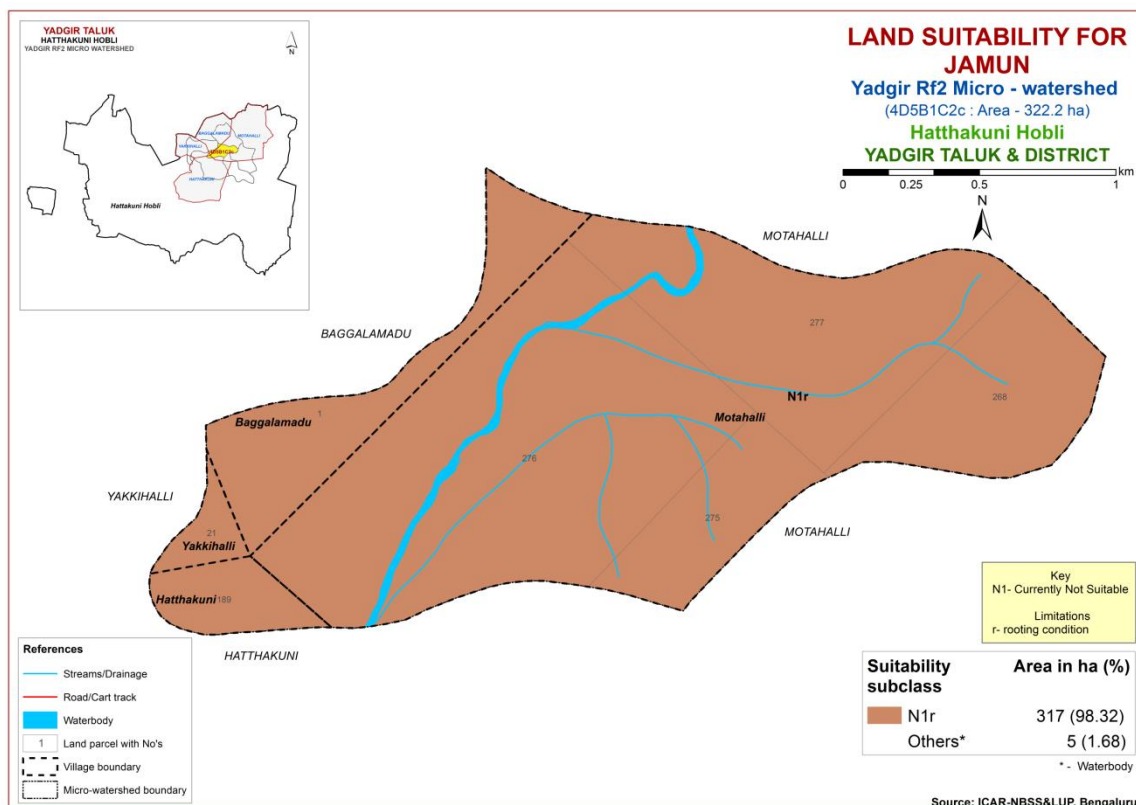 YADGIR TALUK
HATTHAKUNI HOBLI
YADGIR RF2 MICRO WATERSHED
N
BAGGALAMADU
MOTAHALLI
HATTHAKUNI
Hattakuni Hobli
LAND SUITABILITY FOR
JAMUN
Yadgir Rf2 Micro - watershed
(4D5B1C2c : Area - 322.2 ha)
Hatthakuni Hobli
YADGIR TALUK & DISTRICT
km
0 0.25 0.5 1
N
MOTAHALLI
BAGGALAMADU
277
N1r
268
Baggalamadu
1
Motahalli
276
YAKKIHALLI
275
MOTAHALLI
21
Yakkihalli
Hatthakuni
189
HATTHAKUNI
Key
N1- Currently Not Suitable
Limitations
r- rooting condition
References
Streams/Drainage
Road/Cart track
Waterbody
1 Land parcel with No's
Village boundary
Micro-watershed boundary
Suitability subclass
Area in ha (%)
N1r 317 (98.32)
Others* 5 (1.68)
* - Waterbody
Source: ICAR-NBSS&LUP, Bengaluru